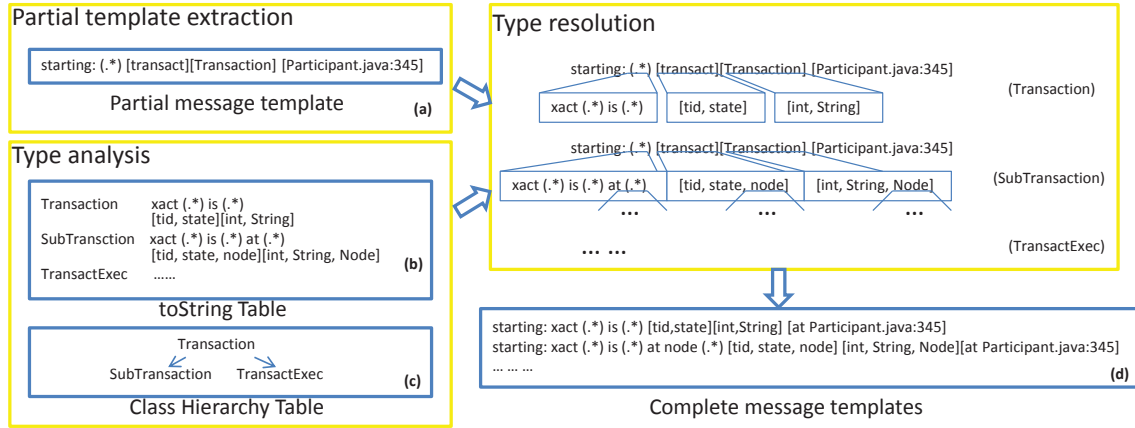 Partial template extraction
starting: (.*) [transact][Transaction] [Participant.java:345]
Partial message template
(a)
Type analysis
Transaction xact (.*) is (.*)
[tid, state][int, String]
SubTransction xact (.*) is (.*) at (.*)
[tid, state, node][int, String, Node]
TransactExec ......
(b)
toString Table
Transaction
SubTransaction TransactExec
(c)
Class Hierarchy Table
Type resolution
starting: (.*) [transact][Transaction] [Participant.java:345]
xact (.*) is (.*) [tid, state] [int, String]
(Transaction)
starting: (.*) [transact][Transaction] [Participant.java:345]
xact (.*) is (.*) at (.*) [tid, state, node] [int, String, Node]
(SubTransaction)
... ... ...
... ... (TransactExec)
starting: xact (.*) is (.*) [tid,state][int,String] [at Participant.java:345]
starting: xact (.*) is (.*) at node (.*) [tid, state, node] [int, String, Node][at Participant.java:345]
... ... ...
(d)
Complete message templates